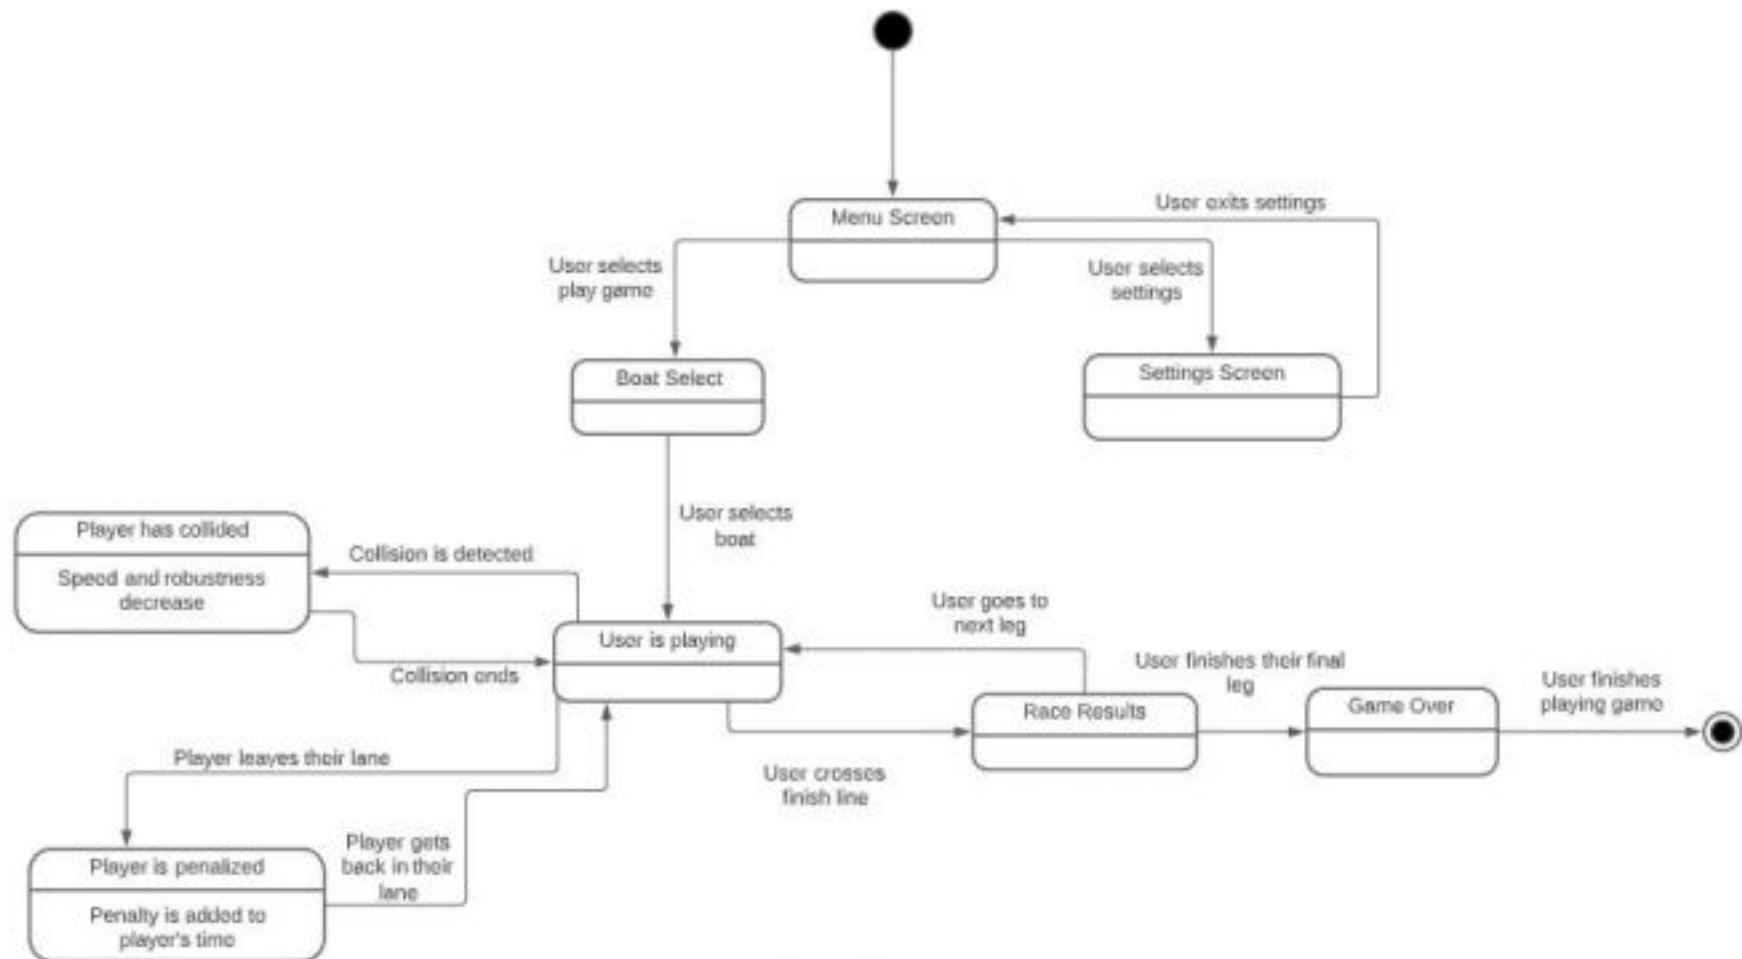 Menu Screen
User exits settings
User selects
play game
User selects
settings
Boat Select
Settings Screen
User selects
boat
Player has collided
Speed and robustness
decrease
Collision is detected
Collision ends
User is playing
User goes to
next leg
User finishes their final
leg
Race Results
Game Over
User finishes
playing game
User crosses
finish line
Player leaves their lane
Player gets
back in their
lane
Player is penalized
Penalty is added to
player's time